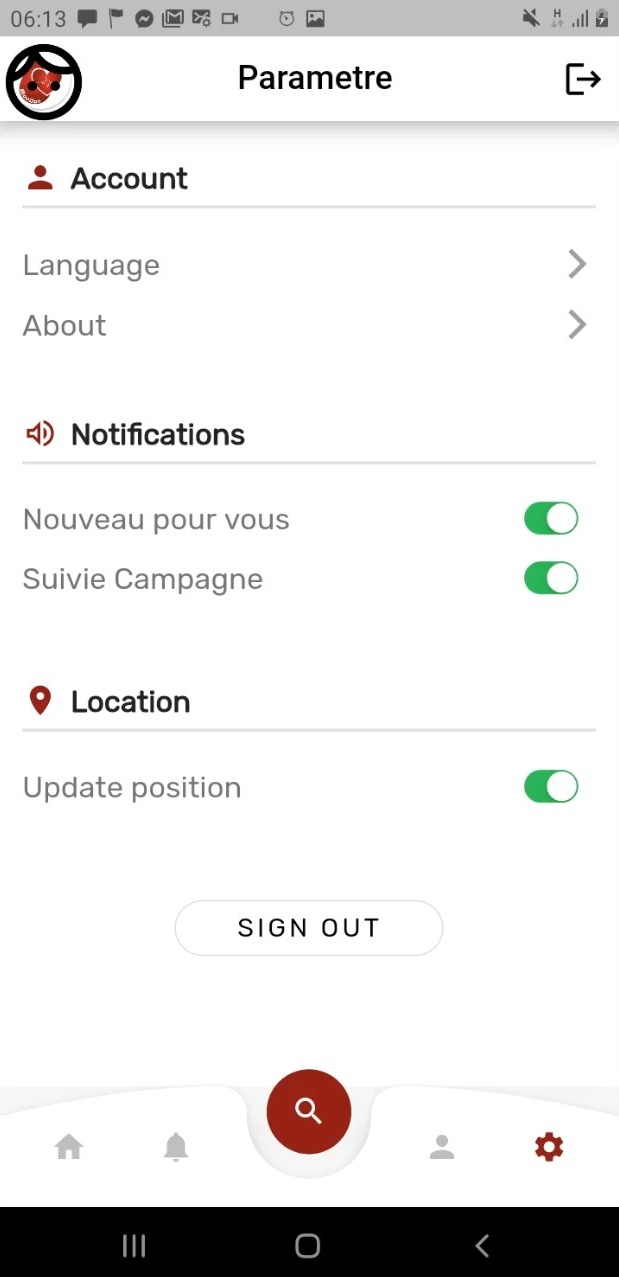 06:13
H
Parametre
Account
Language
About
Notifications
Nouveau pour vous
Suivie Campagne
Location
Update position
SIGN OUT